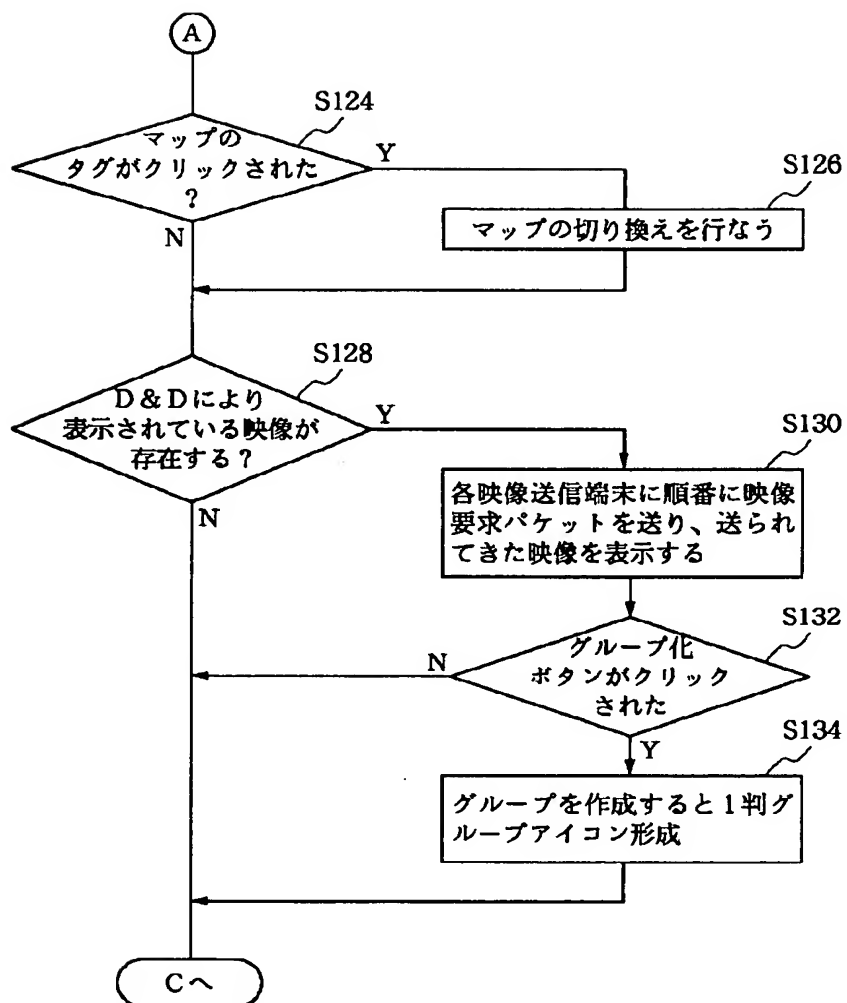 A
S124
マップの
タグがクリックされた
?
Y
N
S126
マップの切り換えを行なう
S128
D&Dにより
表示されている映像が
存在する?
Y
N
S130
各映像送信端末に順番に映像
要求パケットを送り、送られ
てきた映像を表示する
S132
グループ化
ボタンがクリック
された
N
Y
S134
グループを作成すると1判グ
ループアイコン形成
Cへ